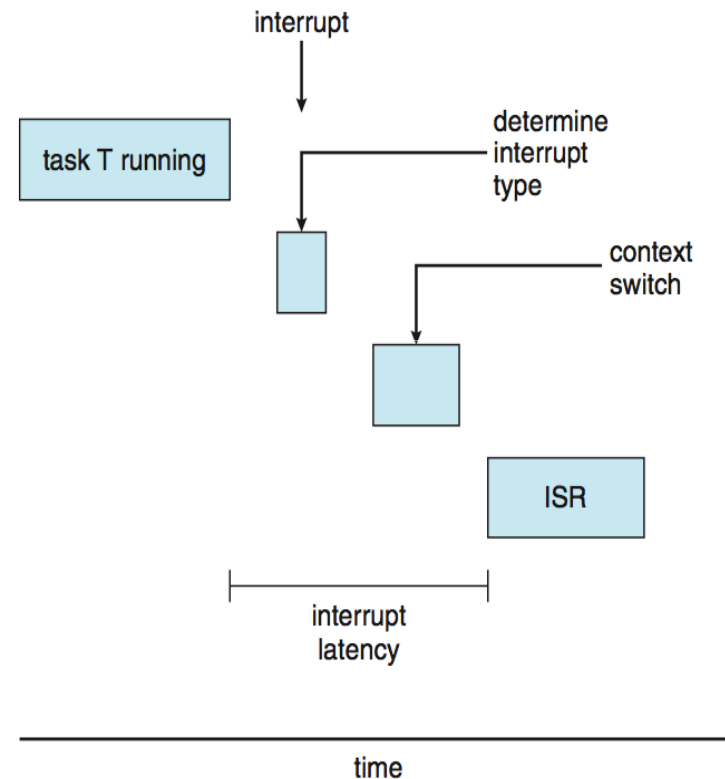 interrupt
task T running
determine
interrupt
type
context
switch
ISR
interrupt
latency
time